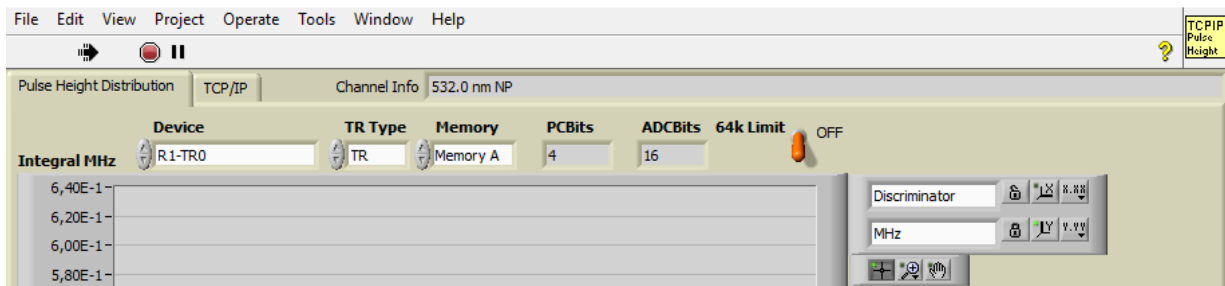 File Edit View Project Operate Tools Window Help
TCPIP
Pulse
Height
?
Pulse Height Distribution TCP/IP Channel Info 532.0 nm NP
Device TR Type Memory PCBits ADCBits 64k Limit OFF
Integral MHz R1-TR0 TR Memory A 4 16
6,40E-1
6,20E-1
6,00E-1
5,80E-1
Discriminator X X.XX
MHz Y Y.YY